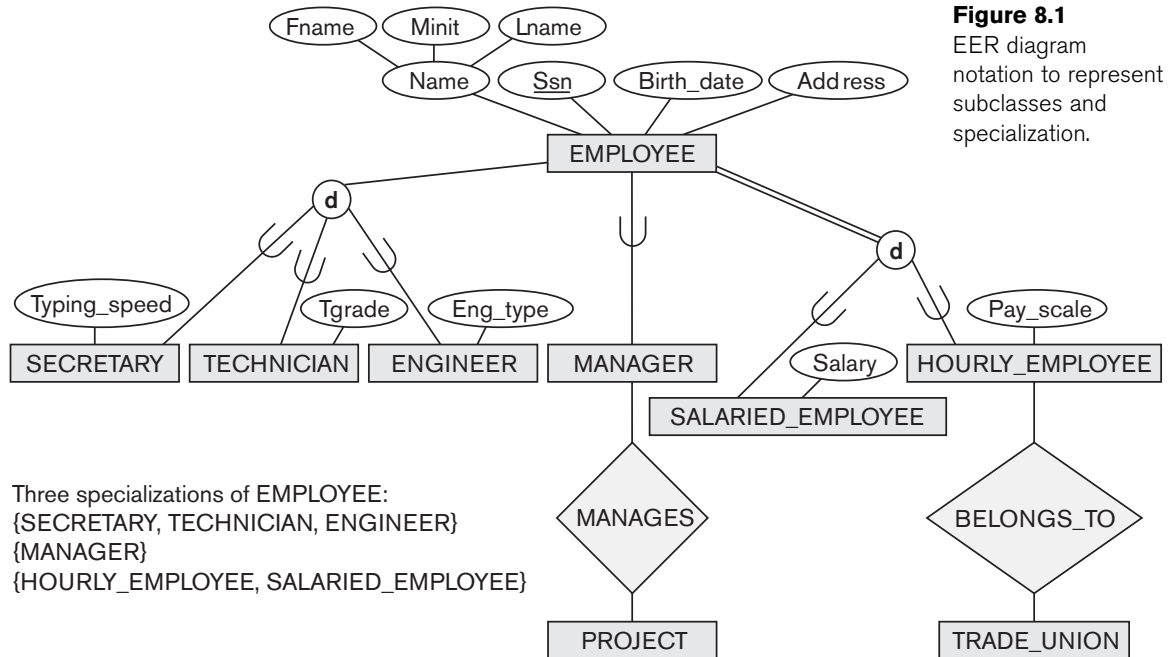 Figure 8.1
EER diagram
notation to represent
subclasses and
specialization.
Fname
Minit
Lname
Name
Ssn
Birth_date
Address
EMPLOYEE
d
d
Typing_speed
Tgrade
Eng_type
Pay_scale
SECRETARY
TECHNICIAN
ENGINEER
MANAGER
Salary
HOURLY_EMPLOYEE
SALARIED_EMPLOYEE
Three specializations of EMPLOYEE:
{SECRETARY, TECHNICIAN, ENGINEER}
{MANAGER}
{HOURLY_EMPLOYEE, SALARIED_EMPLOYEE}
MANAGES
BELONGS_TO
PROJECT
TRADE_UNION